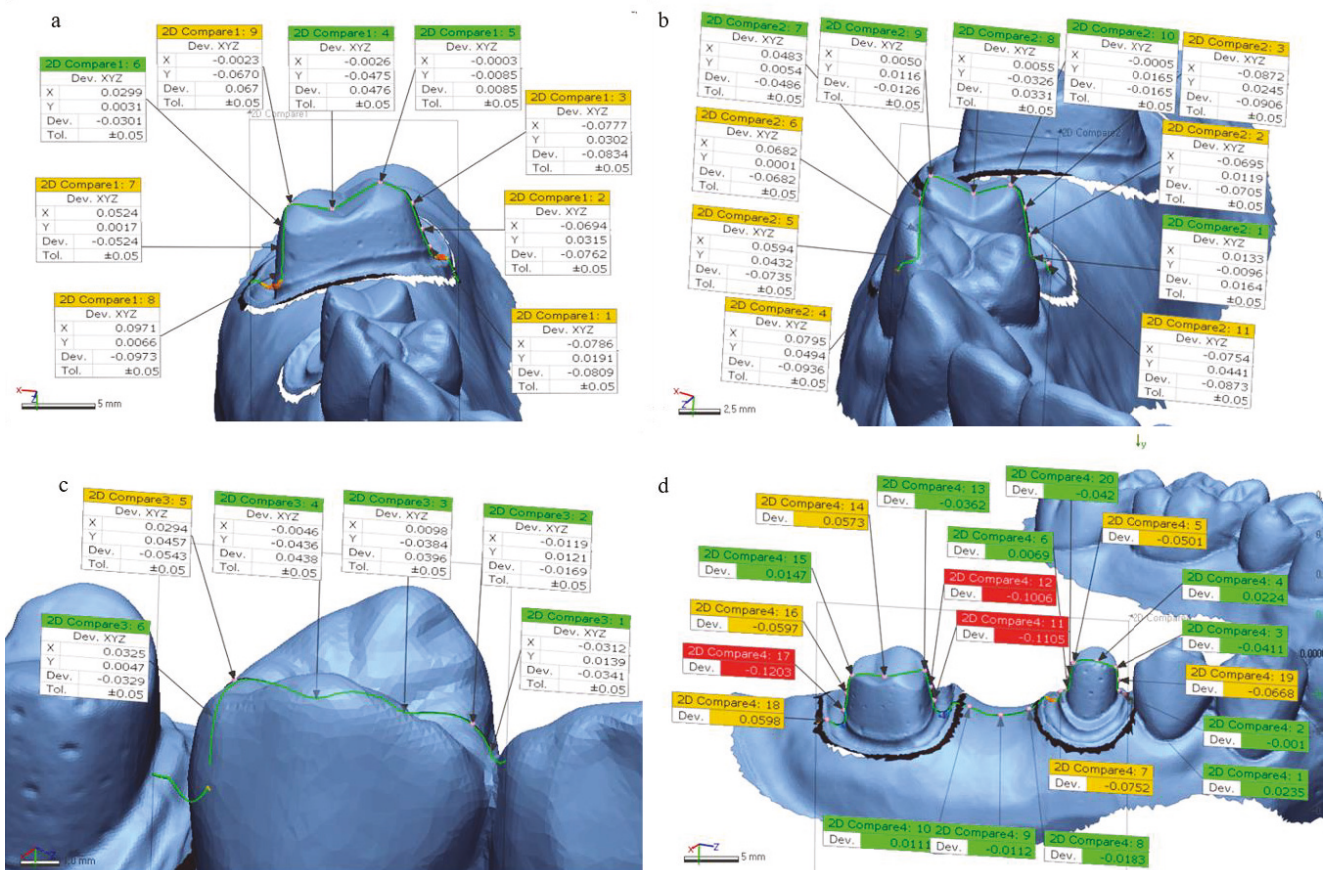 a
2D Compare1: 9
Dev. XYZ
X -0.0023
Y -0.0670
Dev. 0.067
Tol. ±0.05
2D Compare1: 4
Dev. XYZ
X -0.0026
Y -0.0475
Dev. 0.0476
Tol. ±0.05
2D Compare1: 5
Dev. XYZ
X -0.0003
Y -0.0085
Dev. 0.0085
Tol. ±0.05
2D Compare1: 6
Dev. XYZ
X 0.0299
Y 0.0031
Dev. -0.0301
Tol. ±0.05
2D Compare1: 3
Dev. XYZ
X -0.0777
Y 0.0302
Dev. -0.0834
Tol. ±0.05
2D Compare1
2D Compare1: 7
Dev. XYZ
X 0.0524
Y 0.0017
Dev. -0.0524
Tol. ±0.05
2D Compare1: 2
Dev. XYZ
X -0.0694
Y 0.0315
Dev. -0.0762
Tol. ±0.05
2D Compare1: 8
Dev. XYZ
X 0.0971
Y 0.0066
Dev. -0.0973
Tol. ±0.05
2D Compare1: 1
Dev. XYZ
X -0.0786
Y 0.0191
Dev. -0.0809
Tol. ±0.05
X
Z
5 mm
b
2D Compare2: 7
Dev. XYZ
X 0.0483
Y 0.0054
Dev. -0.0486
Tol. ±0.05
2D Compare2: 9
Dev. XYZ
X 0.0050
Y 0.0116
Dev. -0.0126
Tol. ±0.05
2D Compare2: 8
Dev. XYZ
X 0.0055
Y -0.0326
Dev. 0.0331
Tol. ±0.05
2D Compare2: 10
Dev. XYZ
X -0.0005
Y 0.0165
Dev. -0.0165
Tol. ±0.05
2D Compare2: 3
Dev. XYZ
X -0.0872
Y 0.0245
Dev. -0.0906
Tol. ±0.05
2D Compare2: 6
Dev. XYZ
X 0.0682
Y 0.0001
Dev. -0.0682
Tol. ±0.05
2D Compare2
2D Compare2: 2
Dev. XYZ
X -0.0695
Y 0.0119
Dev. -0.0705
Tol. ±0.05
2D Compare2: 5
Dev. XYZ
X 0.0594
Y 0.0432
Dev. -0.0735
Tol. ±0.05
2D Compare2: 1
Dev. XYZ
X 0.0133
Y -0.0096
Dev. 0.0164
Tol. ±0.05
2D Compare2: 4
Dev. XYZ
X 0.0795
Y 0.0494
Dev. -0.0936
Tol. ±0.05
2D Compare2: 11
Dev. XYZ
X -0.0754
Y 0.0441
Dev. -0.0873
Tol. ±0.05
X
Z
2.5 mm
y
c
2D Compare3: 5
Dev. XYZ
X 0.0294
Y 0.0457
Dev. -0.0543
Tol. ±0.05
2D Compare3: 4
Dev. XYZ
X -0.0046
Y -0.0436
Dev. 0.0438
Tol. ±0.05
2D Compare3: 3
Dev. XYZ
X 0.0098
Y -0.0384
Dev. 0.0396
Tol. ±0.05
2D Compare3: 2
Dev. XYZ
X -0.0119
Y 0.0121
Dev. -0.0169
Tol. ±0.05
2D Compare3: 6
Dev. XYZ
X 0.0325
Y 0.0047
Dev. -0.0329
Tol. ±0.05
2D Compare3: 1
Dev. XYZ
X -0.0312
Y 0.0139
Dev. -0.0341
Tol. ±0.05
Z
mm
d
2D Compare4: 20
Dev. -0.042
2D Compare4: 13
Dev. -0.0362
2D Compare4: 14
Dev. 0.0573
2D Compare4: 5
Dev. -0.0501
2D Compare4: 6
Dev. 0.0069
2D Compare4: 15
Dev. 0.0147
2D Compare4: 12
Dev. -0.1006
2D Compare4: 4
Dev. 0.0224
2D Compare4: 16
Dev. -0.0597
2D Compare4: 11
Dev. -0.1105
2D Compare4: 3
Dev. -0.0411
2D Compare4: 17
Dev. -0.1203
2D Compare4: 19
Dev. -0.0668
2D Compare4: 18
Dev. 0.0598
2D Compare4: 2
Dev. -0.001
2D Compare4: 7
Dev. -0.0752
2D Compare4: 1
Dev. 0.0235
2D Compare4: 10
Dev. 0.0111
2D Compare4: 9
Dev. -0.0112
2D Compare4: 8
Dev. -0.0183
X
Z
5 mm